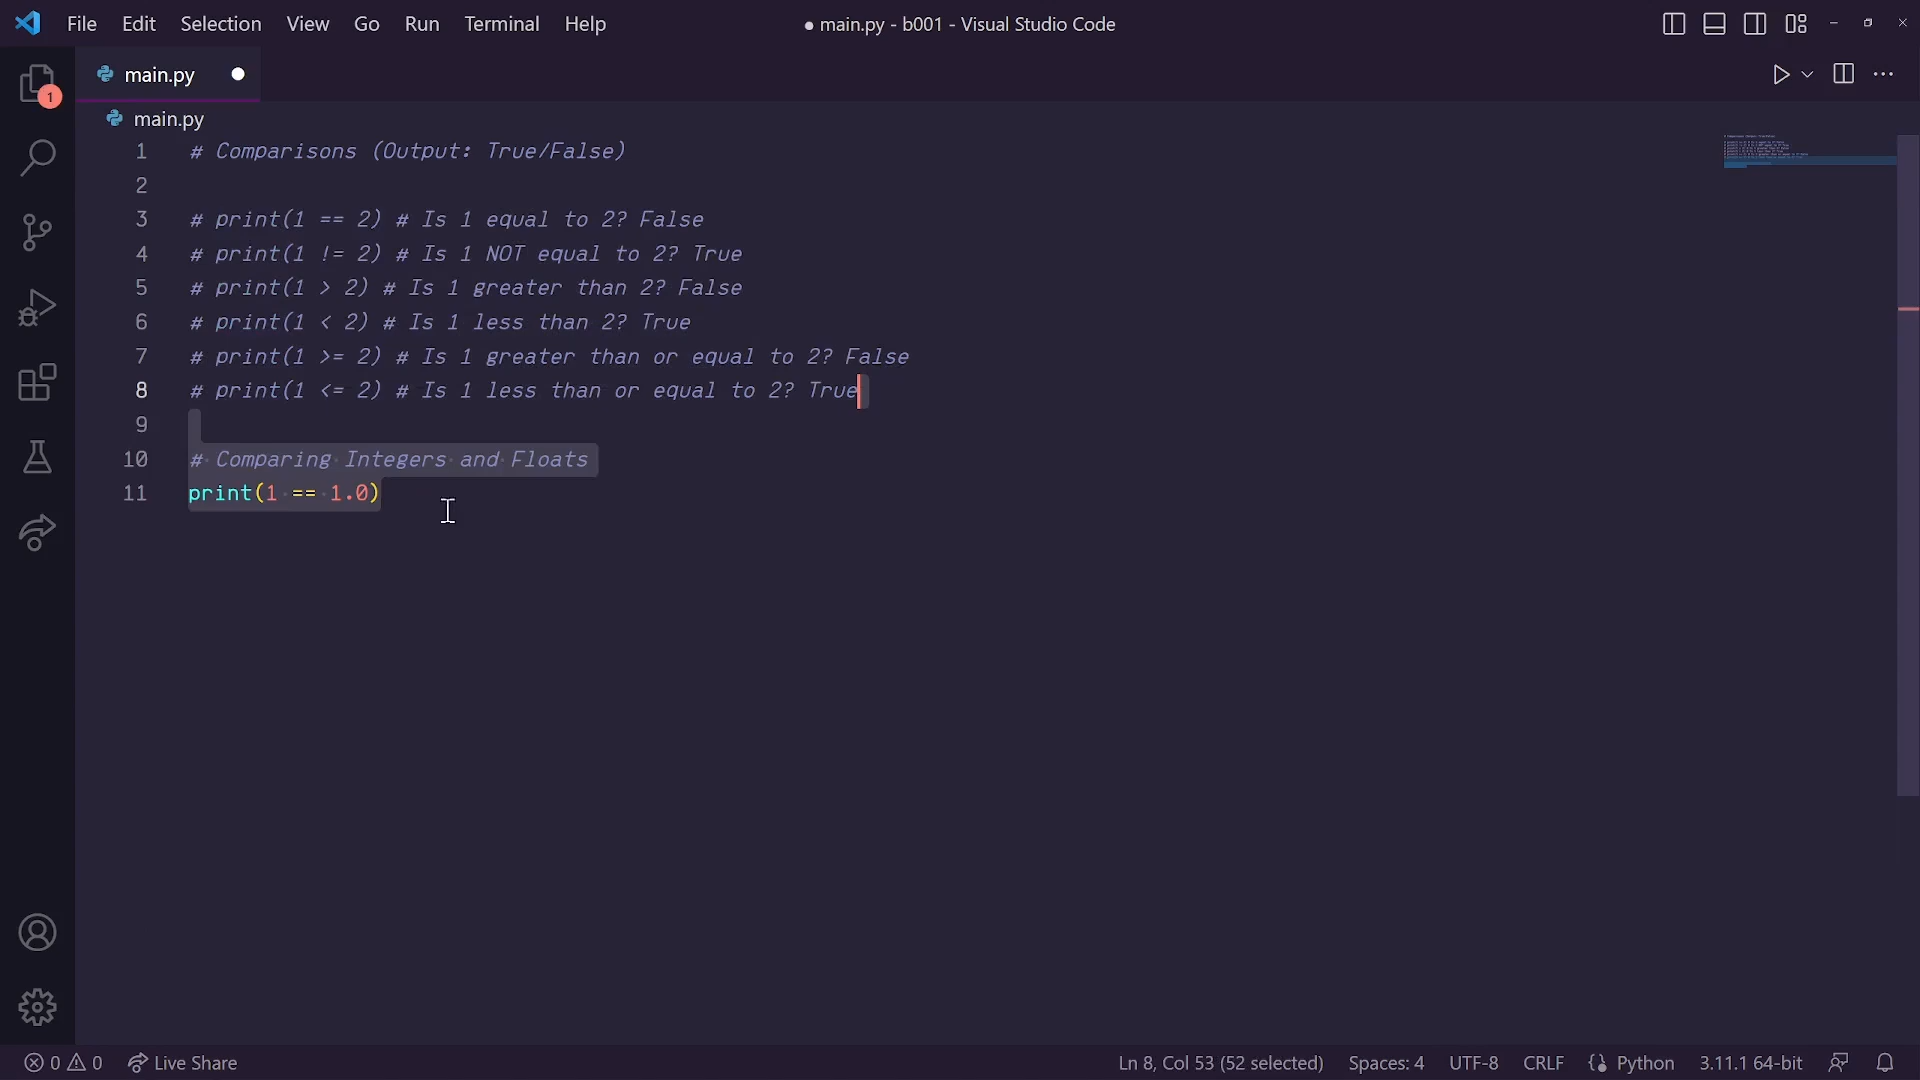 File Edit Selection View Go Run Terminal Help ● main.py - b001 - Visual Studio Code
main.py
1
main.py
1 # Comparisons (Output: True/False)
2
3 # print(1 == 2) # Is 1 equal to 2? False
4 # print(1 != 2) # Is 1 NOT equal to 2? True
5 # print(1 > 2) # Is 1 greater than 2? False
6 # print(1 < 2) # Is 1 less than 2? True
7 # print(1 >= 2) # Is 1 greater than or equal to 2? False
8 # print(1 <= 2) # Is 1 less than or equal to 2? True
9
10 # Comparing Integers and Floats
11 print(1 == 1.0)
0 0 Live Share Ln 8, Col 53 (52 selected) Spaces: 4 UTF-8 CRLF Python 3.11.1 64-bit